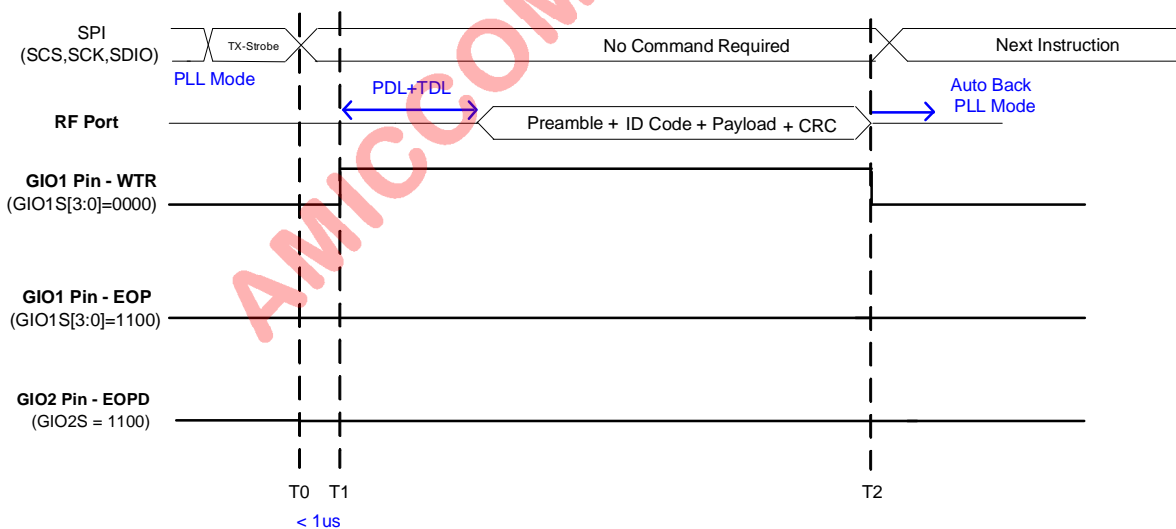 SPI
(SCS,SCK,SDIO)
TX-Strobe
No Command Required
Next Instruction
PLL Mode
PDL+TDL
Auto Back
PLL Mode
RF Port
Preamble + ID Code + Payload + CRC
GIO1 Pin - WTR
(GIO1S[3:0]=0000)
GIO1 Pin - EOP
(GIO1S[3:0]=1100)
GIO2 Pin - EOPD
(GIO2S = 1100)
T0 T1 T2
< 1us